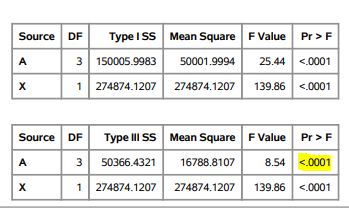 Source DF Type I SS Mean Square F Value Pr > F
A 3 150005.9983 50001.9994 25.44 <.0001
X 1 274874.1207 274874.1207 139.86 <.0001
Source DF Type III SS Mean Square F Value Pr > F
A 3 50366.4321 16788.8107 8.54 <.0001
X 1 274874.1207 274874.1207 139.86 <.0001